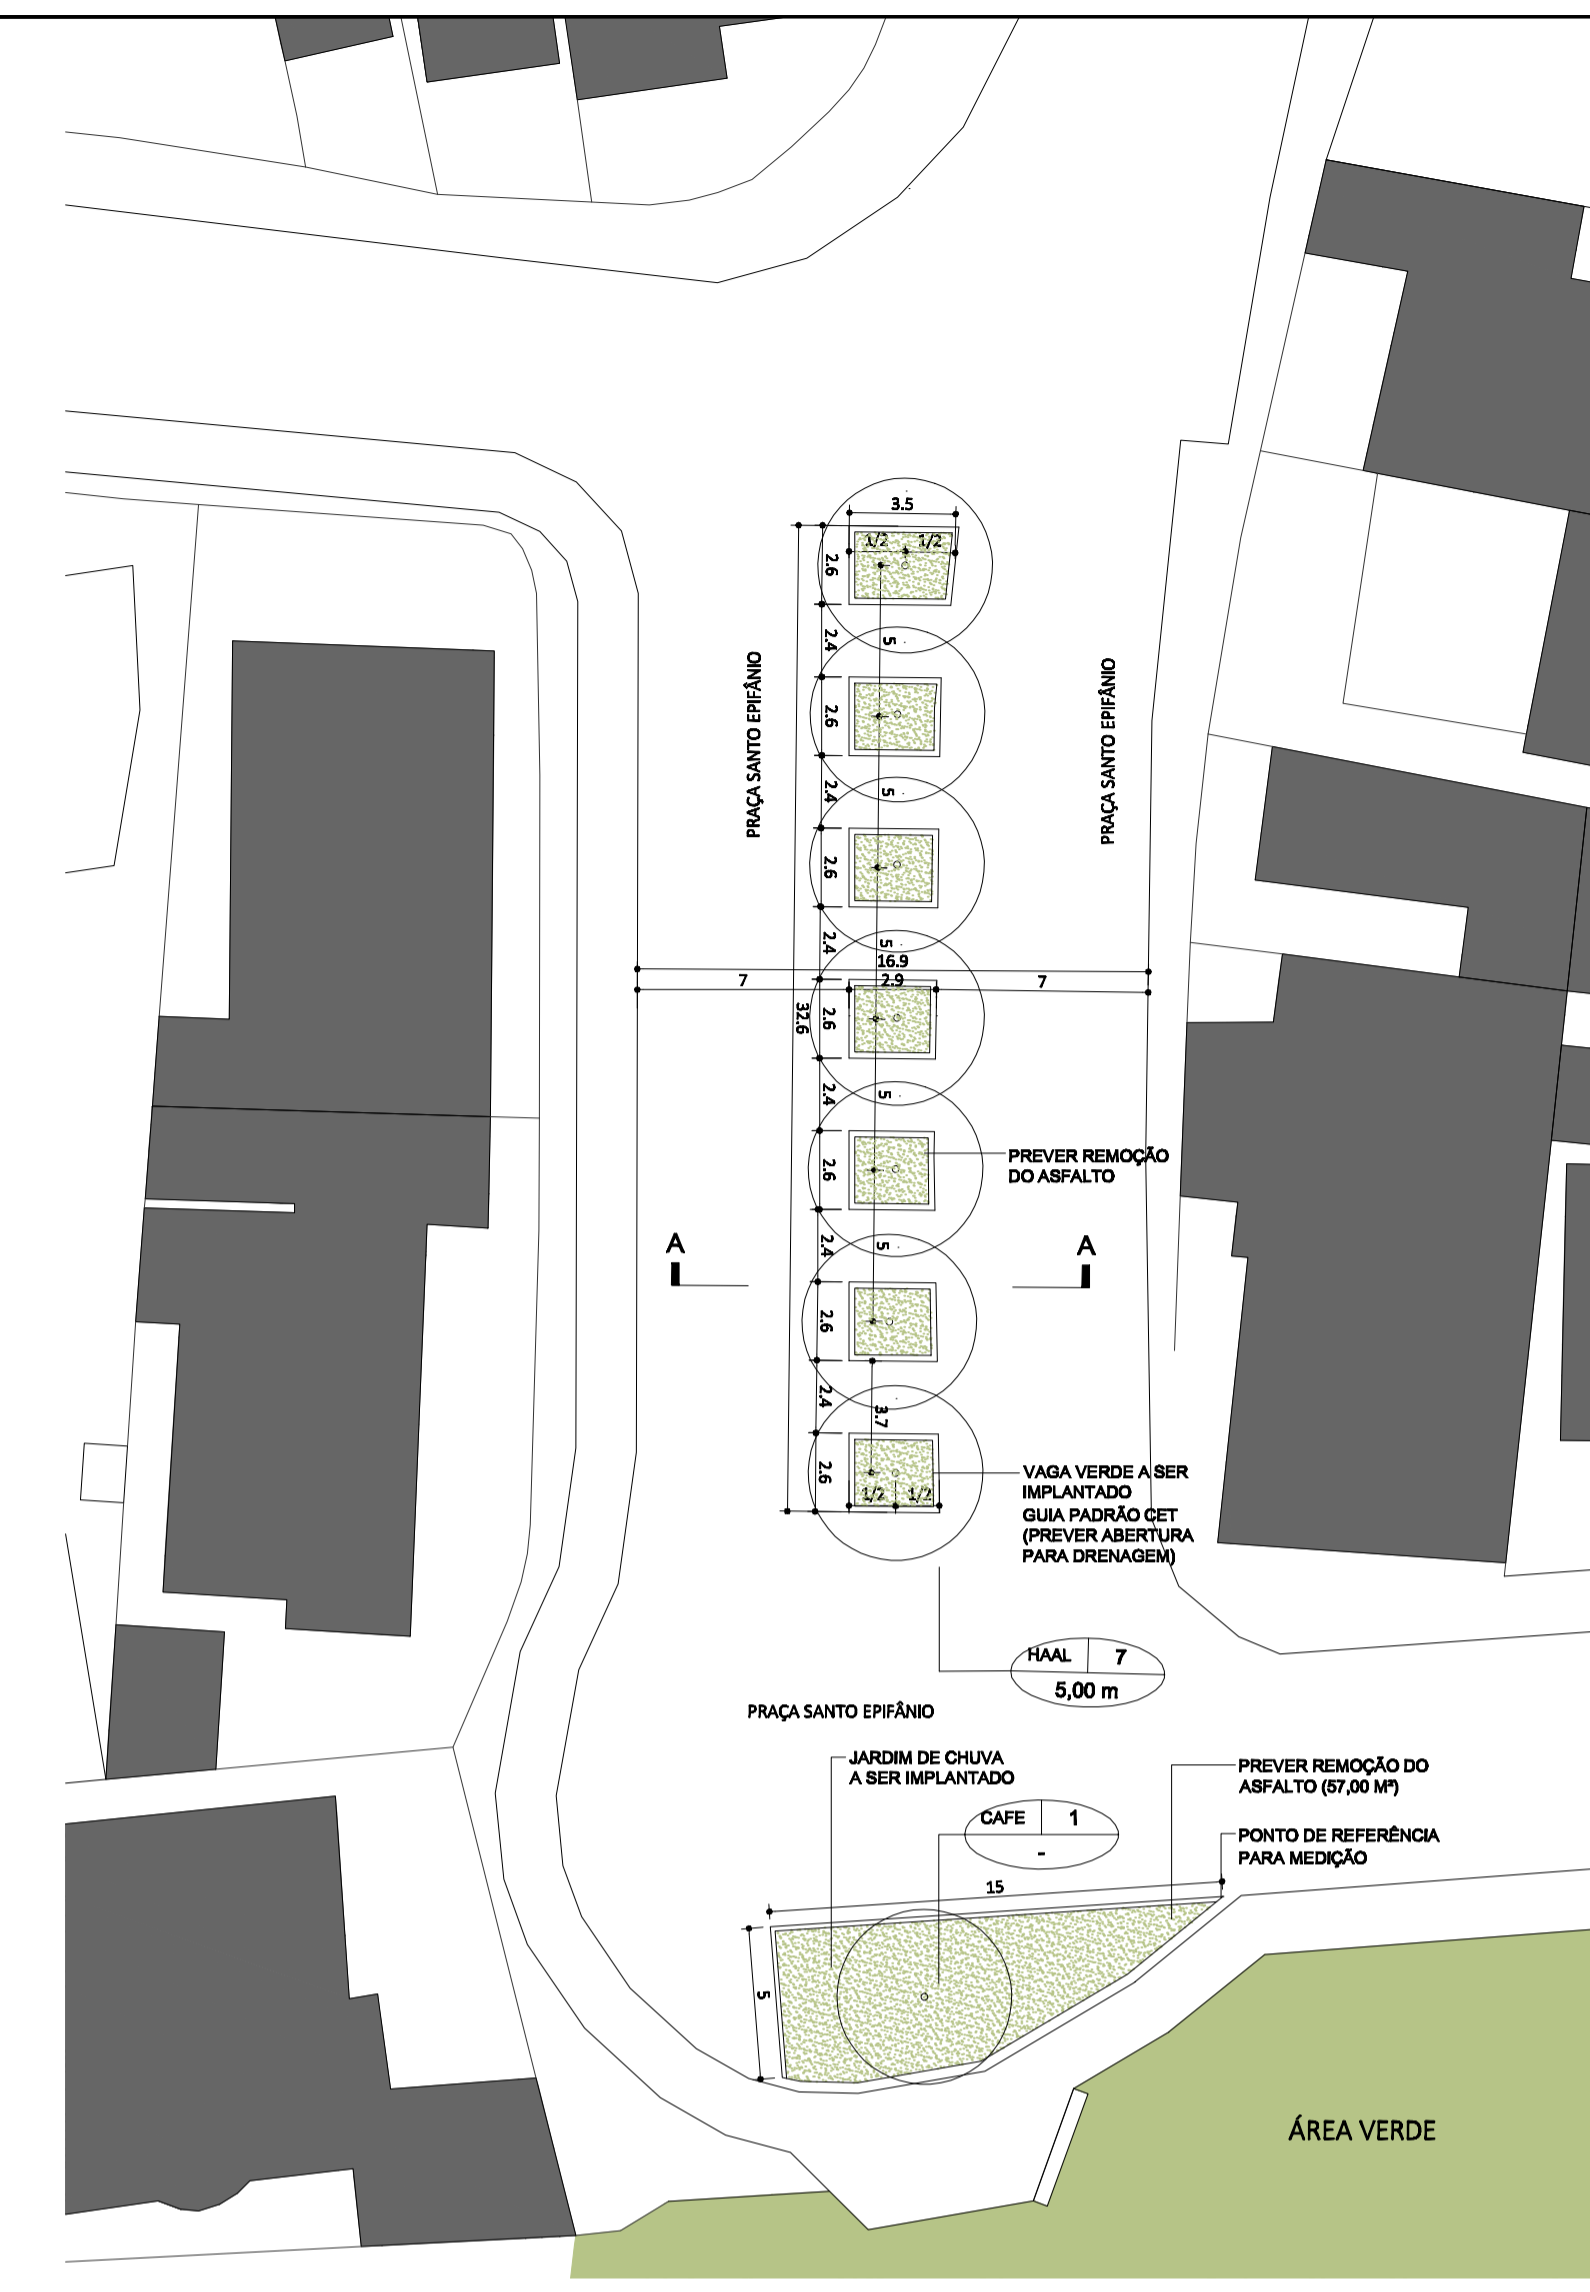 3.5
1/2 1/2
2.6
2.4
5
2.6
2.4
5
2.6
2.4
5
PRAÇA SANTO EPIFÂNIO
PRAÇA SANTO EPIFÂNIO
16.9
7 2.9 7
32.6
2.6
2.4
5
2.6
PREVER REMOÇÃO
DO ASFALTO
2.4
5
A A
2.6
2.4
3.7
2.6
1/2 1/2
VAGA VERDE A SER
IMPLANTADO
GUIA PADRÃO CET
(PREVER ABERTURA
PARA DRENAGEM)
HAAL 7
5,00 m
PRAÇA SANTO EPIFÂNIO
JARDIM DE CHUVA
A SER IMPLANTADO
PREVER REMOÇÃO DO
ASFALTO (57,00 M²)
CAFE 1
-
PONTO DE REFERÊNCIA
PARA MEDIÇÃO
15
5
ÁREA VERDE